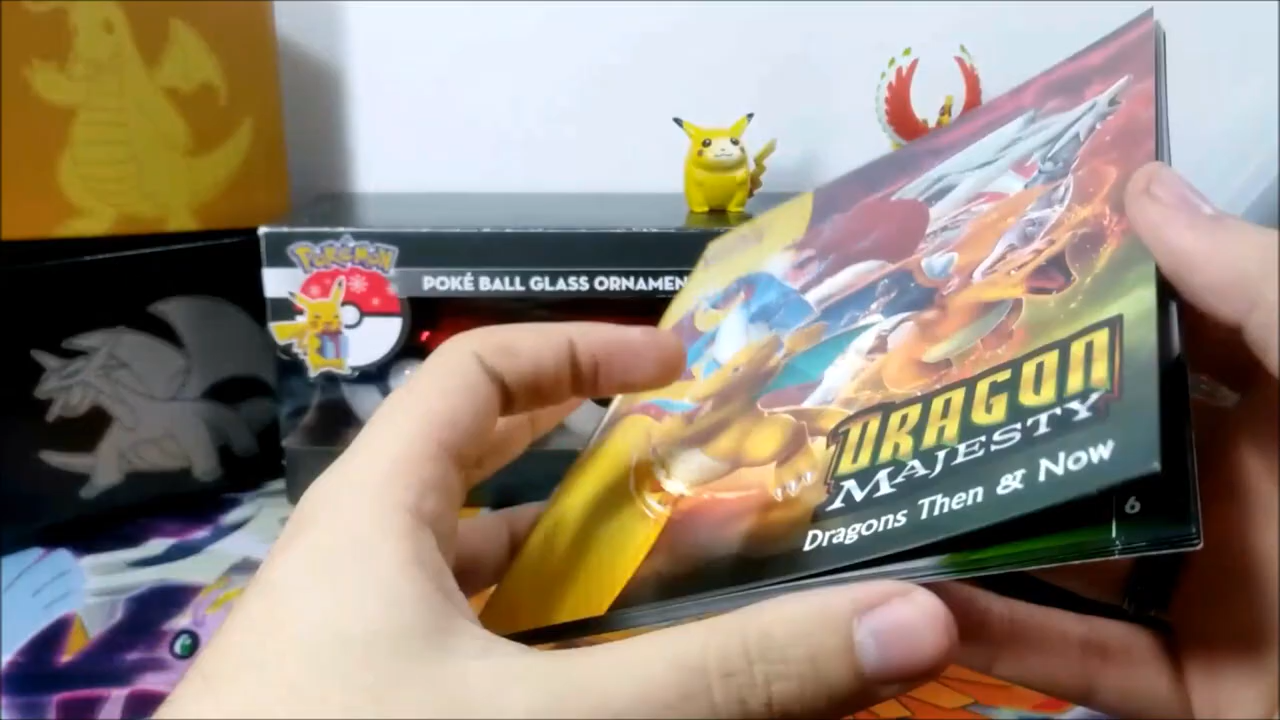 POKéMON
POKÉ BALL GLASS ORNAMEN
DRAGON
MAJESTY
Dragons Then & Now
6